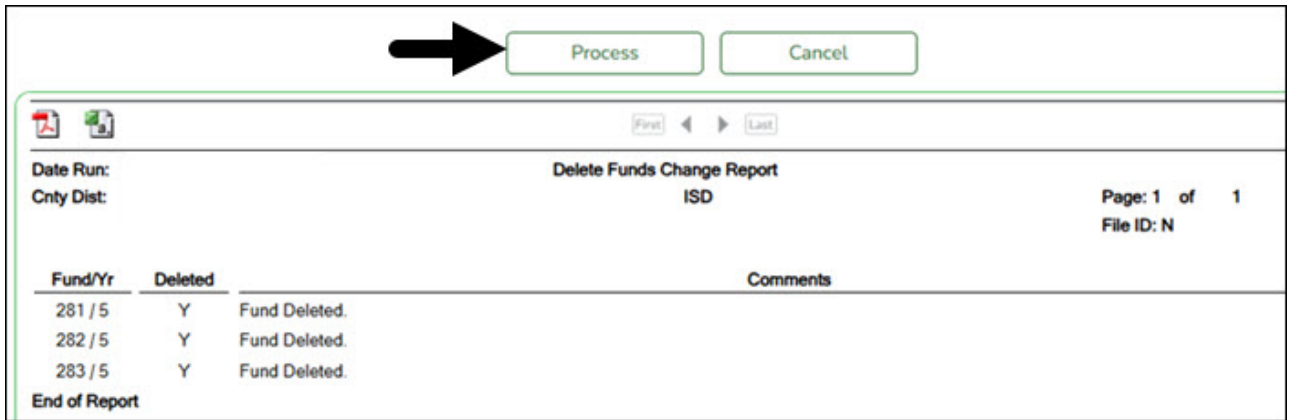 Process Cancel
First Last
Date Run: Delete Funds Change Report
Cnty Dist: ISD Page: 1 of 1
File ID: N
Fund/Yr Deleted Comments
281 / 5 Y Fund Deleted.
282 / 5 Y Fund Deleted.
283 / 5 Y Fund Deleted.
End of Report